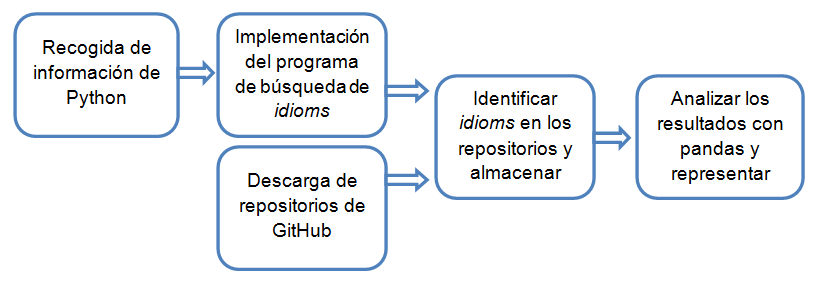 Recogida de
información de
Python
Implementación
del programa
de búsqueda de
idioms
Descarga de
repositorios de
GitHub
Identificar
idioms en los
repositorios y
almacenar
Analizar los
resultados con
pandas y
representar